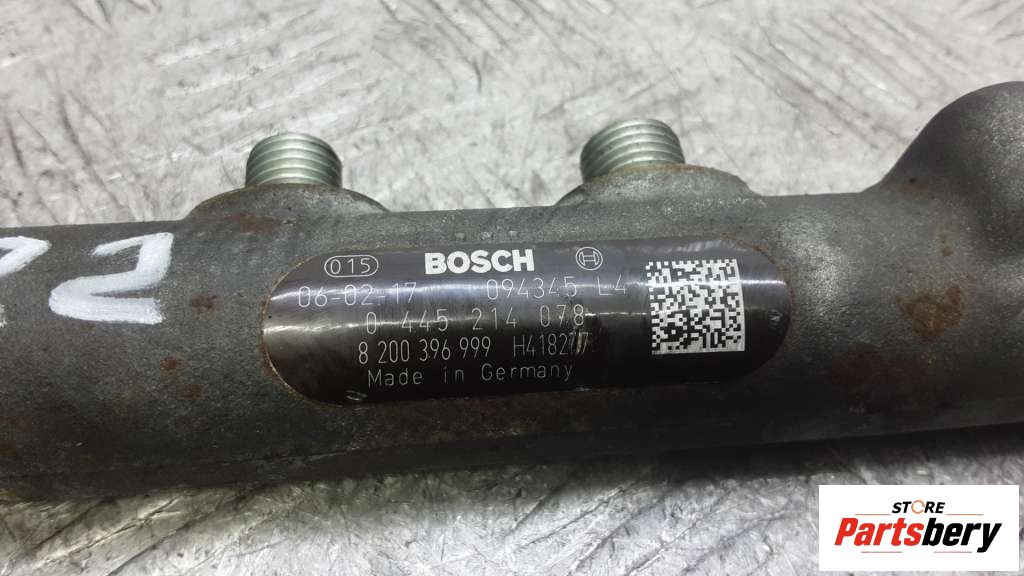 015 BOSCH
06-02-17 094345 L4
0 445 214 078
8 200 396 999
Made in Germany
STORE
Partsbery